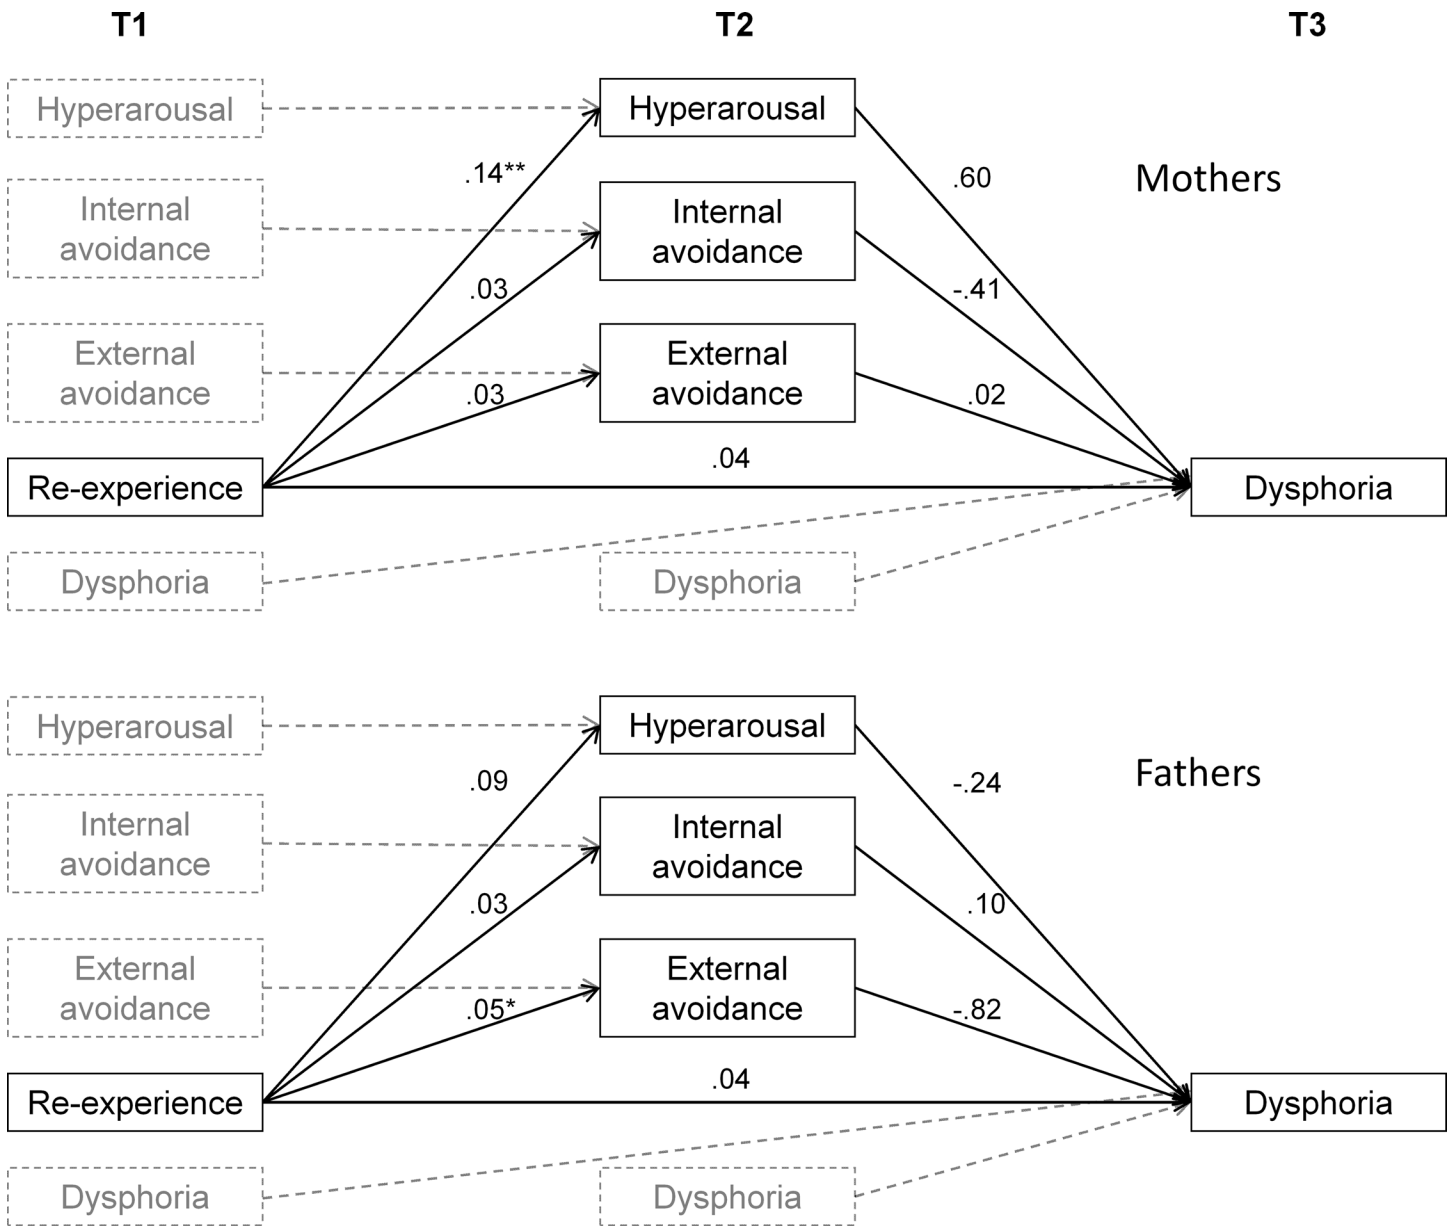 T1 T2 T3
Hyperarousal Hyperarousal
.14** .60 Mothers
Internal
avoidance
Internal
avoidance
.03 -.41
External
avoidance
External
avoidance
.03 .02
.04
Re-experience Dysphoria
Dysphoria Dysphoria
Hyperarousal Hyperarousal
.09 -.24 Fathers
Internal
avoidance
Internal
avoidance
.03 .10
External
avoidance
External
avoidance
.05* -.82
.04
Re-experience Dysphoria
Dysphoria Dysphoria